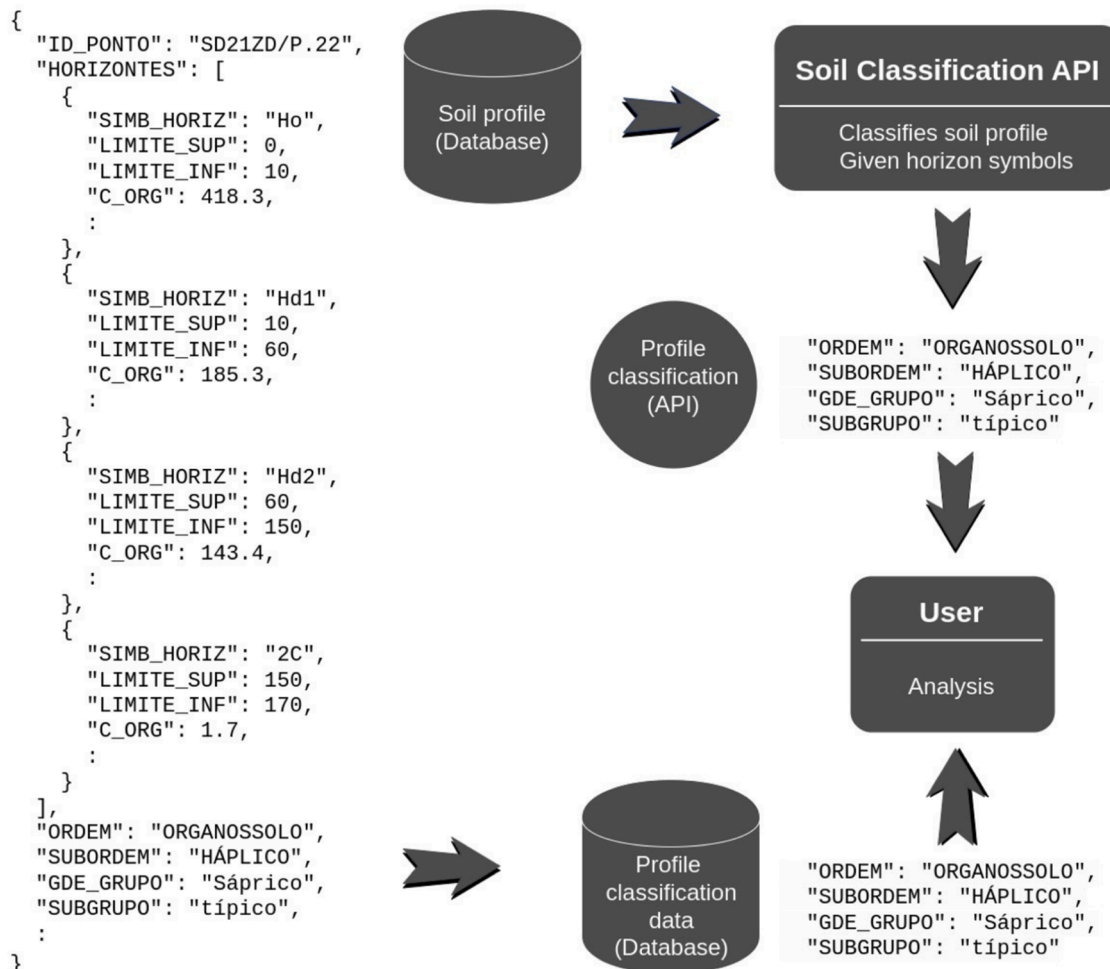 {
  "ID_PONTO": "SD21ZD/P.22",
  "HORIZONTES": [
    {
      "SIMB_HORIZ": "Ho",
      "LIMITE_SUP": 0,
      "LIMITE_INF": 10,
      "C_ORG": 418.3,
      :
    },
    {
      "SIMB_HORIZ": "Hd1",
      "LIMITE_SUP": 10,
      "LIMITE_INF": 60,
      "C_ORG": 185.3,
      :
    },
    {
      "SIMB_HORIZ": "Hd2",
      "LIMITE_SUP": 60,
      "LIMITE_INF": 150,
      "C_ORG": 143.4,
      :
    },
    {
      "SIMB_HORIZ": "2C",
      "LIMITE_SUP": 150,
      "LIMITE_INF": 170,
      "C_ORG": 1.7,
      :
    }
  ],
  "ORDEM": "ORGANOSSOLO",
  "SUBORDEM": "HÁPLICO",
  "GDE_GRUPO": "Sáprico",
  "SUBGRUPO": "típico",
  :
}
Soil profile
(Database)
Soil Classification API
Classifies soil profile
Given horizon symbols
Profile
classification
(API)
"ORDEM": "ORGANOSSOLO",
"SUBORDEM": "HÁPLICO",
"GDE_GRUPO": "Sáprico",
"SUBGRUPO": "típico"
User
Analysis
Profile
classification
data
(Database)
"ORDEM": "ORGANOSSOLO",
"SUBORDEM": "HÁPLICO",
"GDE_GRUPO": "Sáprico",
"SUBGRUPO": "típico"